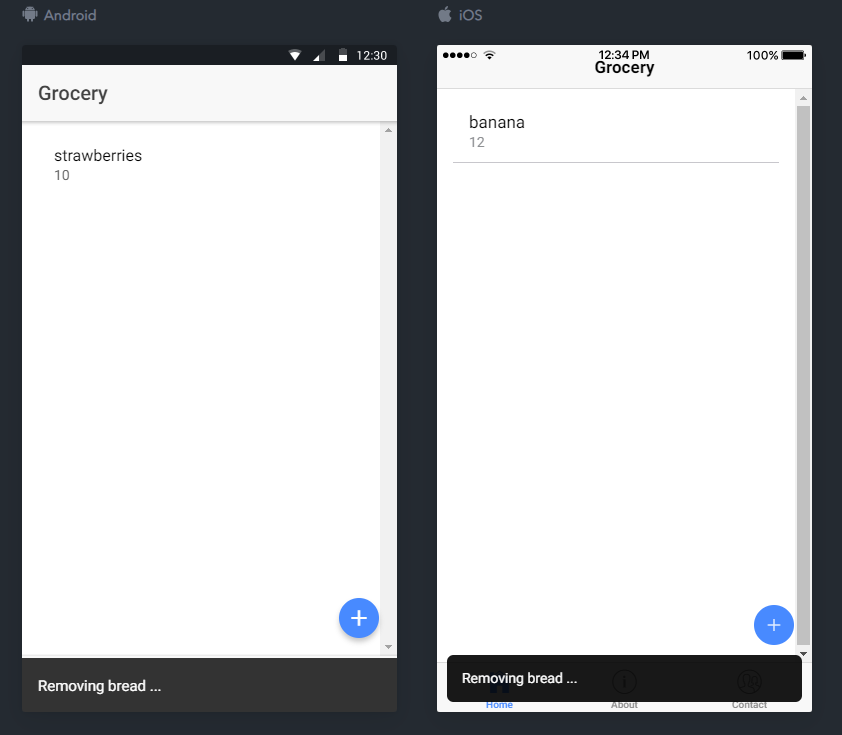 Android
12:30
Grocery
strawberries
10
Removing bread ...
iOS
12:34 PM
100%
Grocery
banana
12
Removing bread ...
Home
About
Contact